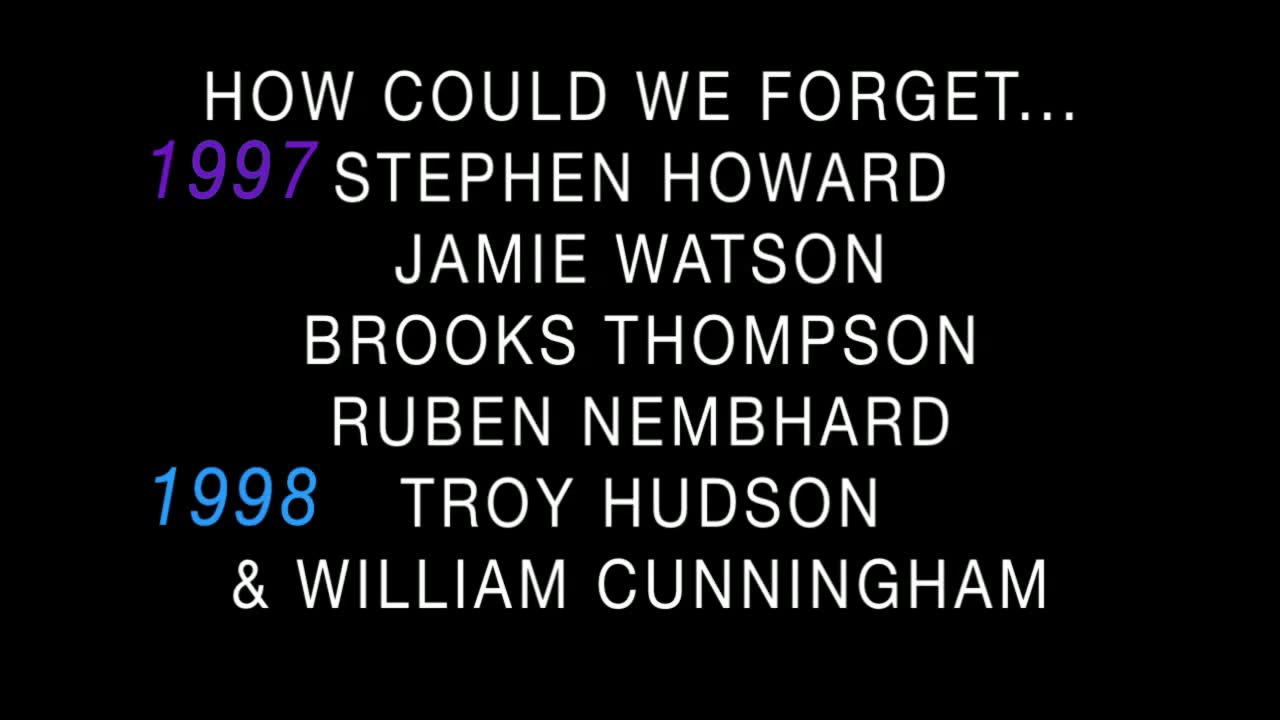 HOW COULD WE FORGET...
1997 STEPHEN HOWARD
JAMIE WATSON
BROOKS THOMPSON
RUBEN NEMBHARD
1998 TROY HUDSON
& WILLIAM CUNNINGHAM